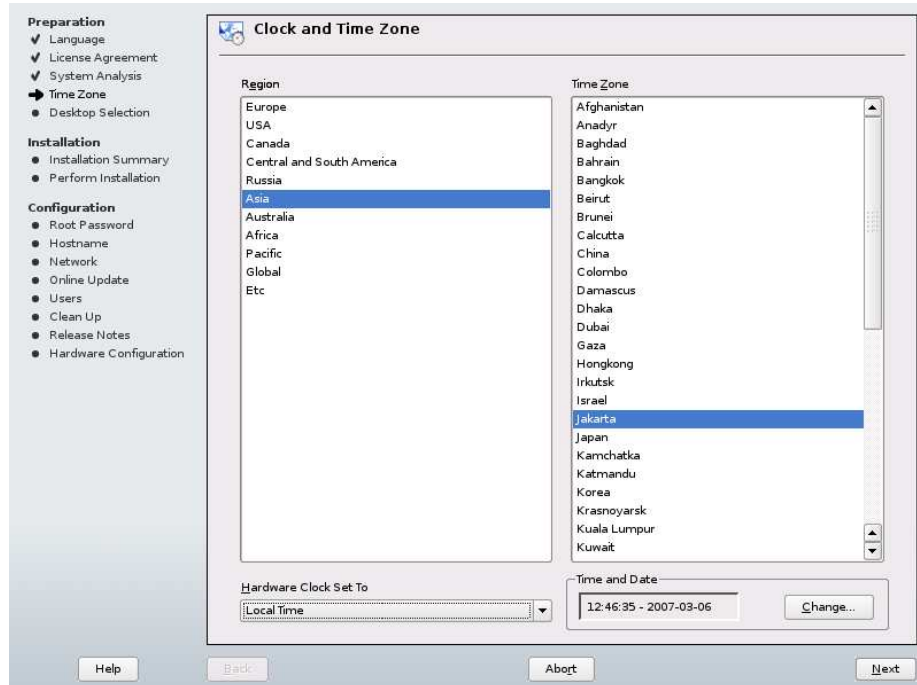 Preparation
Language
License Agreement
System Analysis
Time Zone
Desktop Selection
Installation
Installation Summary
Perform Installation
Configuration
Root Password
Hostname
Network
Online Update
Users
Clean Up
Release Notes
Hardware Configuration
Clock and Time Zone
Region
Europe
USA
Canada
Central and South America
Russia
Asia
Australia
Africa
Pacific
Global
Etc
Time Zone
Afghanistan
Anadyr
Baghdad
Bahrain
Bangkok
Beirut
Brunei
Calcutta
China
Colombo
Damascus
Dhaka
Dubai
Gaza
Hongkong
Irkutsk
Israel
Jakarta
Japan
Kamchatka
Katmandu
Korea
Krasnoyarsk
Kuala Lumpur
Kuwait
Hardware Clock Set To
Local Time
Time and Date
12:46:35 - 2007-03-06
Change...
Help
Back
Abort
Next